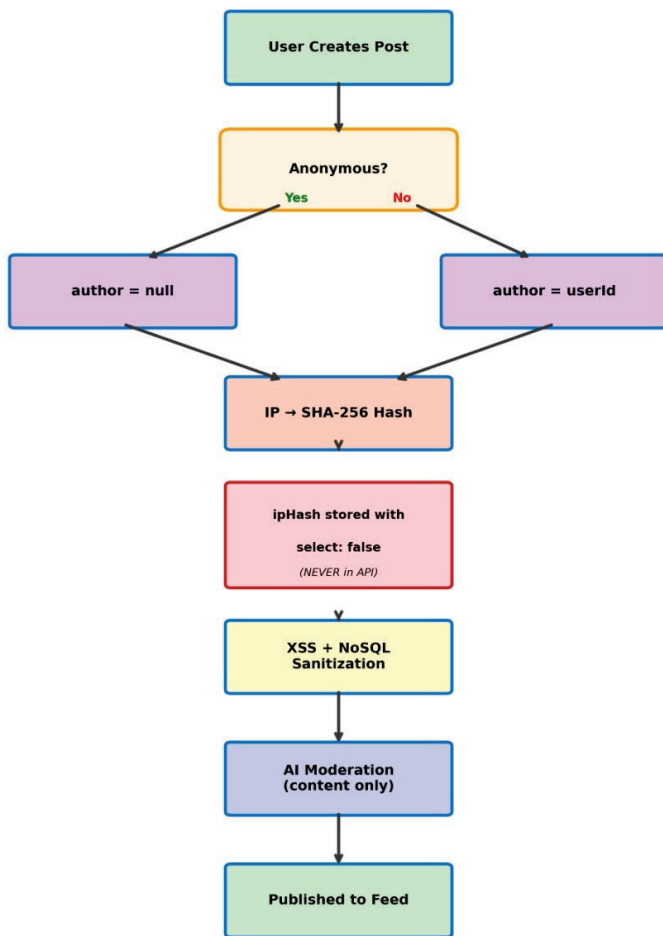 User Creates Post
Anonymous?
Yes
No
author = null
author = userId
IP → SHA-256 Hash
ipHash stored with
select: false
(NEVER in API)
XSS + NoSQL
Sanitization
AI Moderation
(content only)
Published to Feed